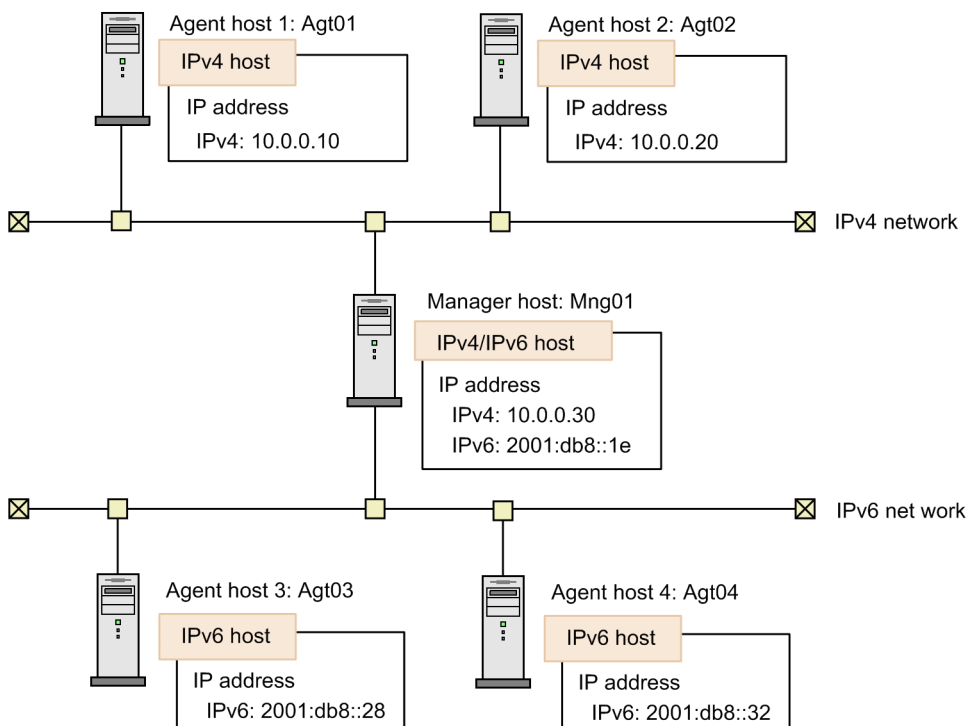 Agent host 1: Agt01
IPv4 host
IP address
IPv4: 10.0.0.10
Agent host 2: Agt02
IPv4 host
IP address
IPv4: 10.0.0.20
IPv4 network
Manager host: Mng01
IPv4/IPv6 host
IP address
IPv4: 10.0.0.30
IPv6: 2001:db8::1e
IPv6 net work
Agent host 3: Agt03
IPv6 host
IP address
IPv6: 2001:db8::28
Agent host 4: Agt04
IPv6 host
IP address
IPv6: 2001:db8::32